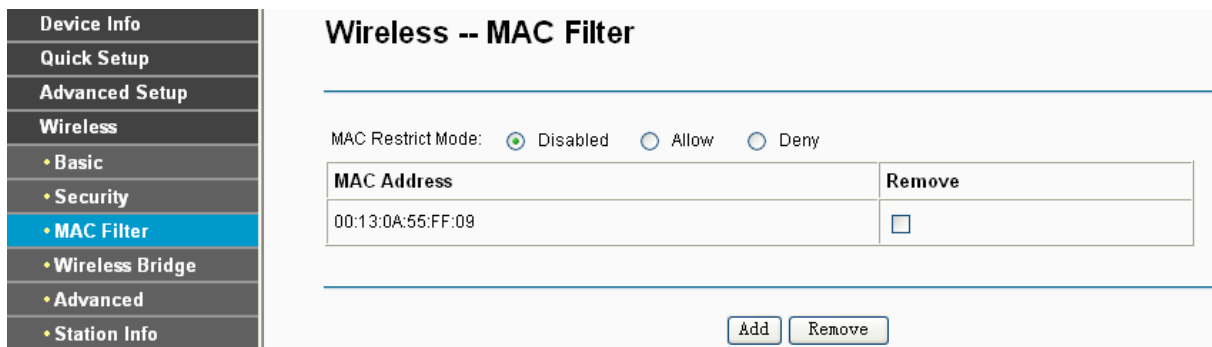 Device Info
Quick Setup
Advanced Setup
Wireless
•Basic
•Security
•MAC Filter
•Wireless Bridge
•Advanced
•Station Info
Wireless -- MAC Filter
MAC Restrict Mode: Disabled Allow Deny
MAC Address Remove
00:13:0A:55:FF:09
Add Remove